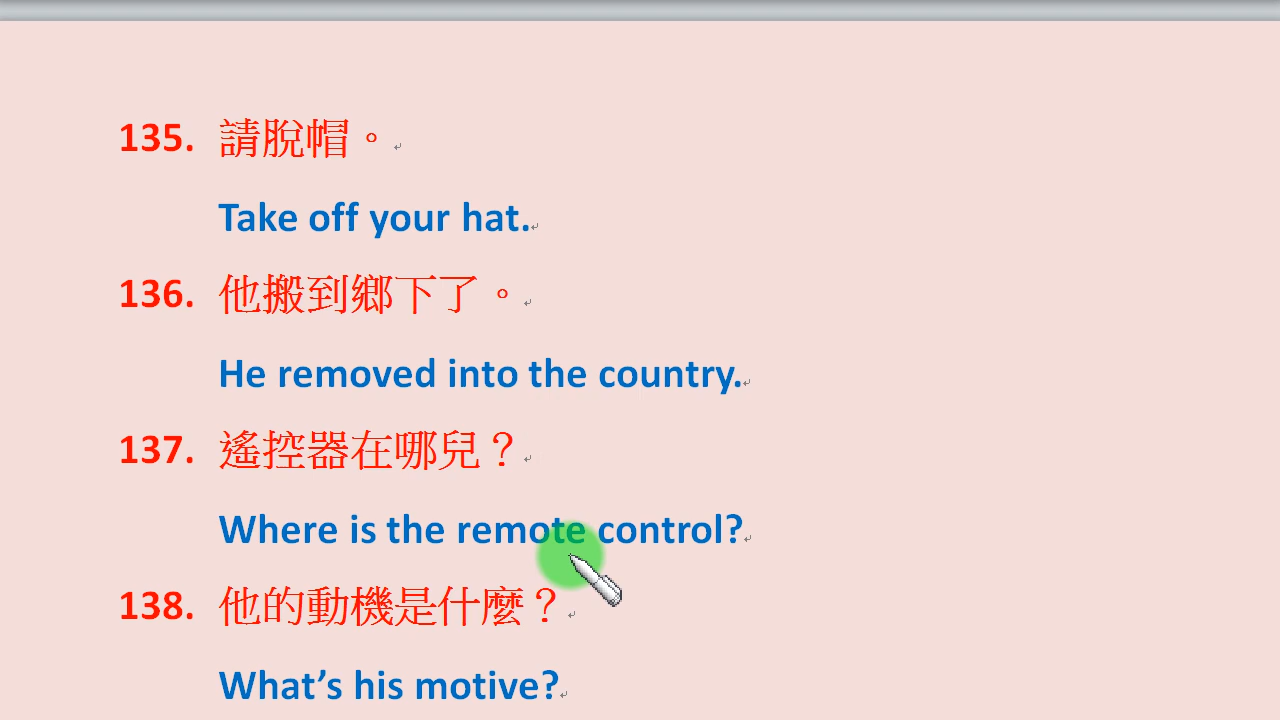 135. 請脫帽。
Take off your hat.
136. 他搬到鄉下了。
He removed into the country.
137. 遙控器在哪兒？
Where is the remote control?
138. 他的動機是什麼？
What’s his motive?